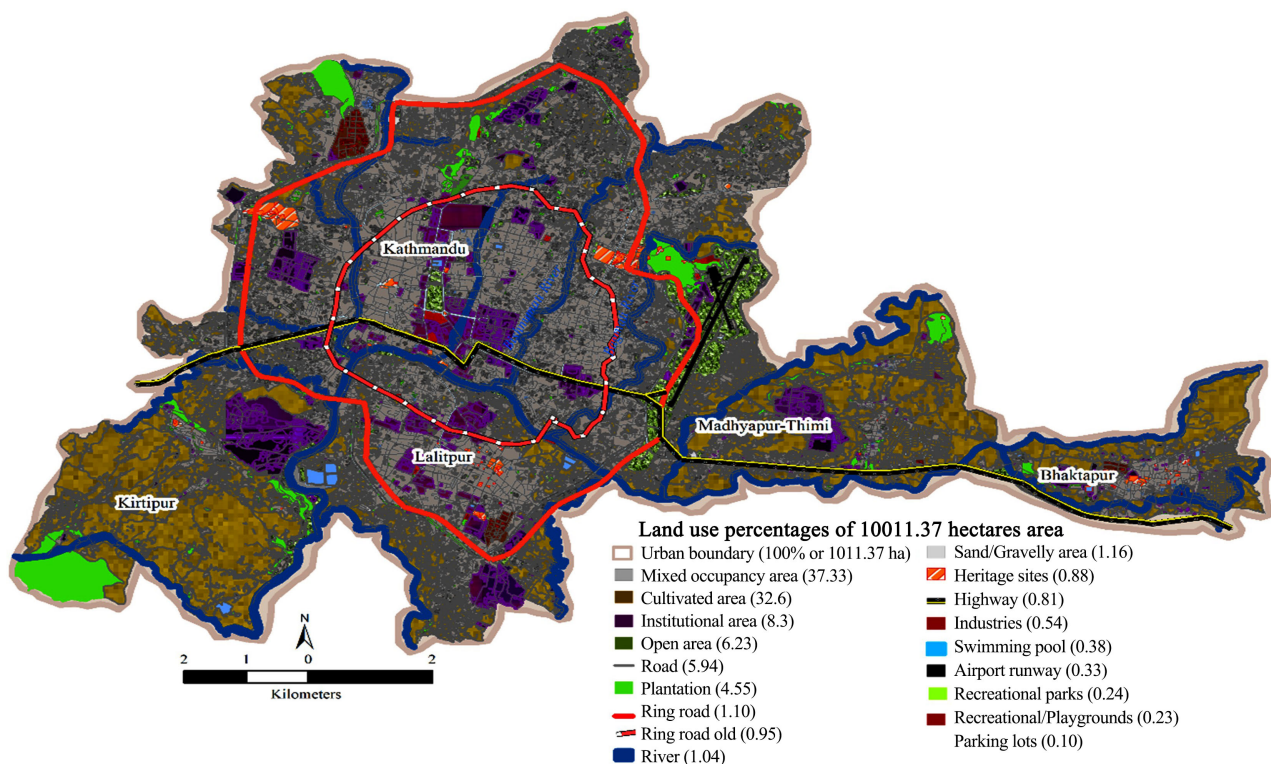 Kathmandu
Lalitpur
Madhyapur-Thimi
Bhaktapur
Kirtipur
Land use percentages of 10011.37 hectares area
Urban boundary (100% or 1011.37 ha)
Mixed occupancy area (37.33)
Cultivated area (32.6)
Institutional area (8.3)
Open area (6.23)
Road (5.94)
Plantation (4.55)
Ring road (1.10)
Ring road old (0.95)
River (1.04)
Sand/Gravelly area (1.16)
Heritage sites (0.88)
Highway (0.81)
Industries (0.54)
Swimming pool (0.38)
Airport runway (0.33)
Recreational parks (0.24)
Recreational/Playgrounds (0.23)
Parking lots (0.10)
N
2 1 0 2
Kilometers